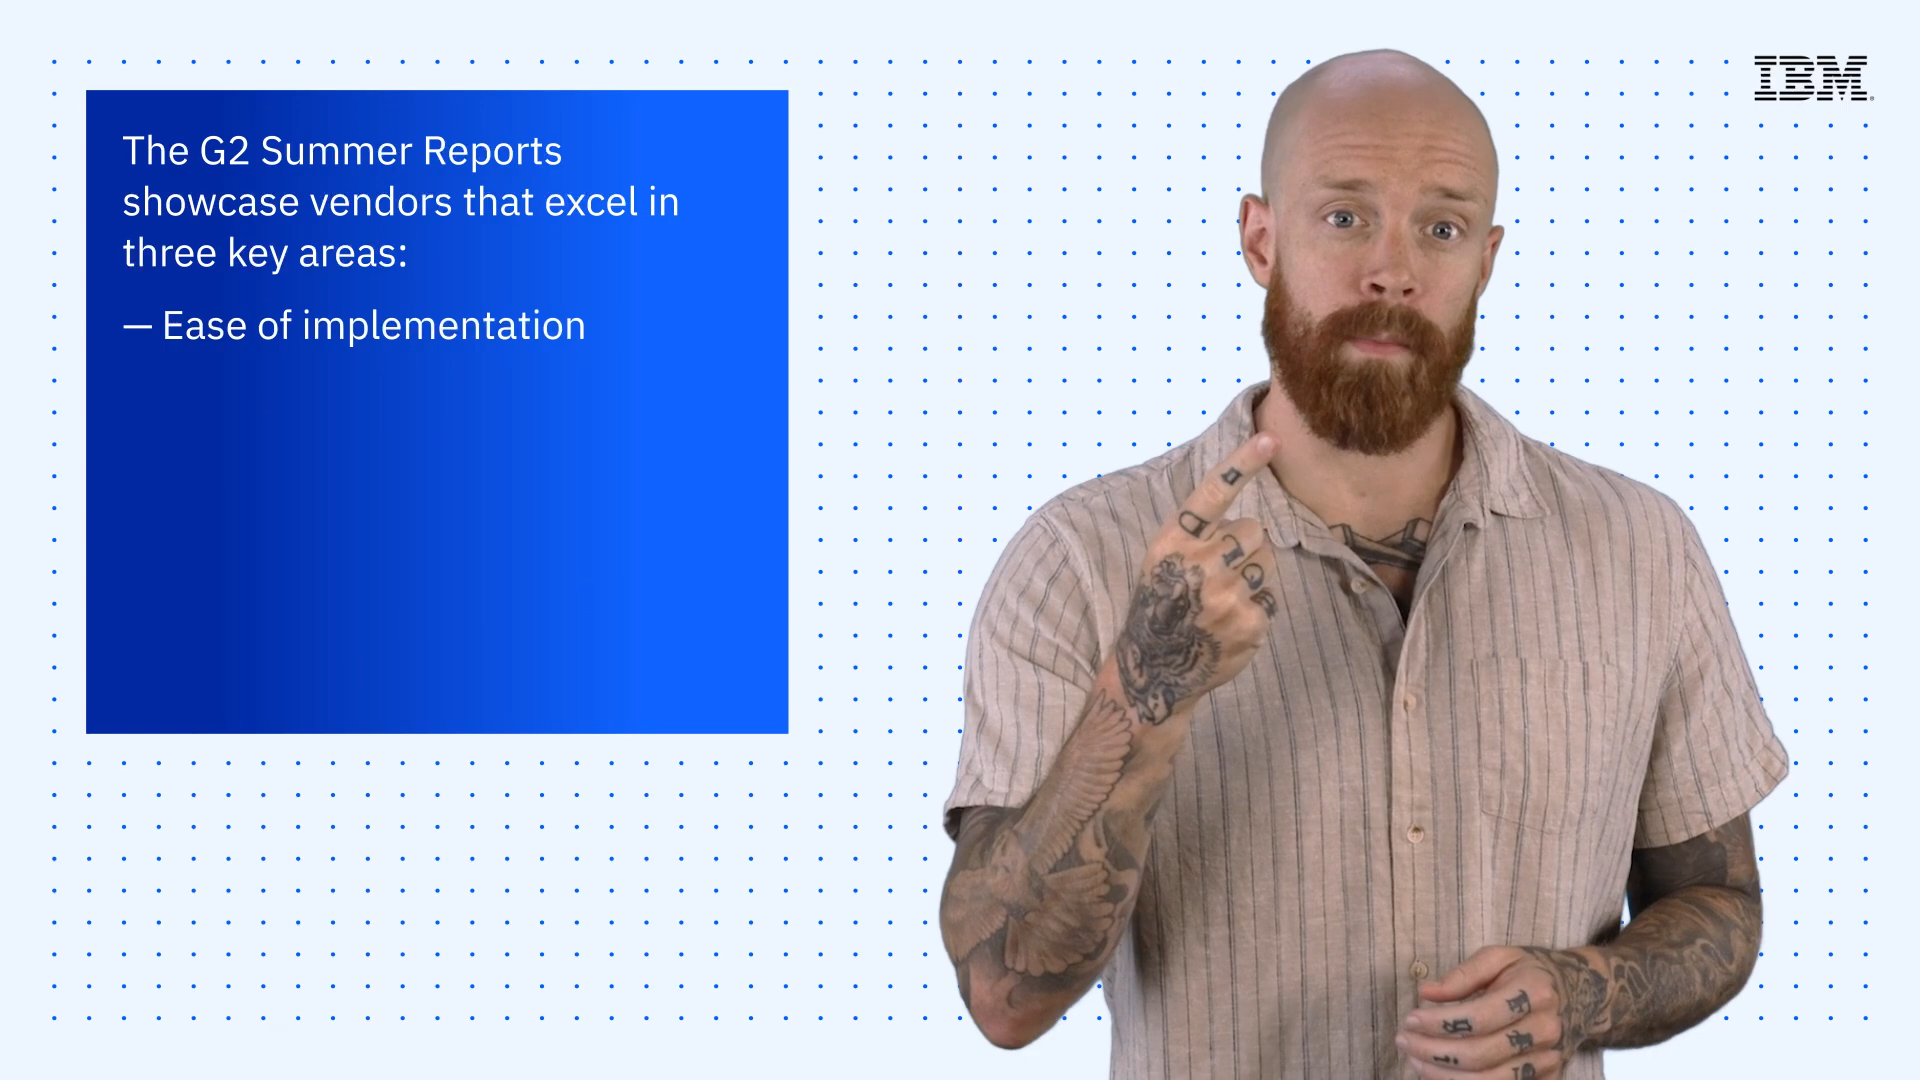 The G2 Summer Reports
showcase vendors that excel in
three key areas:
— Ease of implementation
IBM